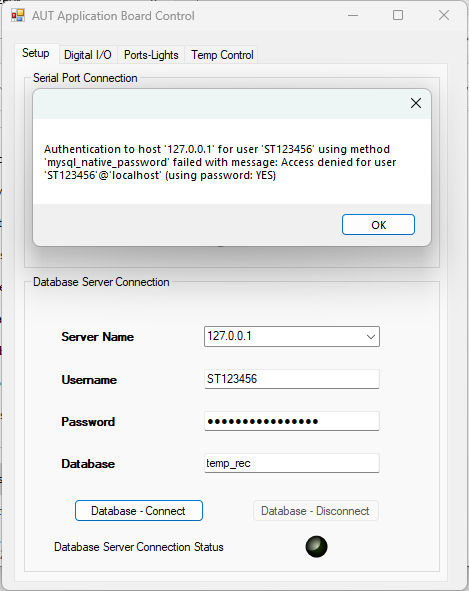 AUT Application Board Control
Setup Digital I/O Ports-Lights Temp Control
Serial Port Connection
Authentication to host '127.0.0.1' for user 'ST123456' using method
'mysql_native_password' failed with message: Access denied for user
'ST123456'@'localhost' (using password: YES)
OK
Database Server Connection
Server Name 127.0.0.1
Username ST123456
Password ●●●●●●●●●●●●●●●●
Database temp_rec
Database - Connect Database - Disconnect
Database Server Connection Status